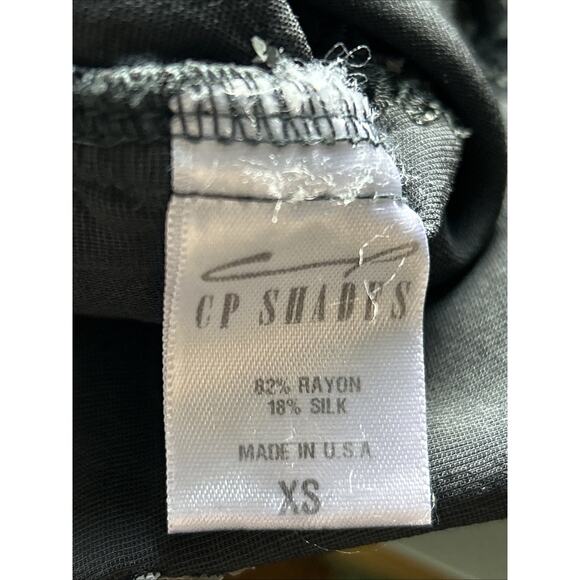 CP SHADES
82% RAYON
18% SILK
MADE IN U.S.A
XS